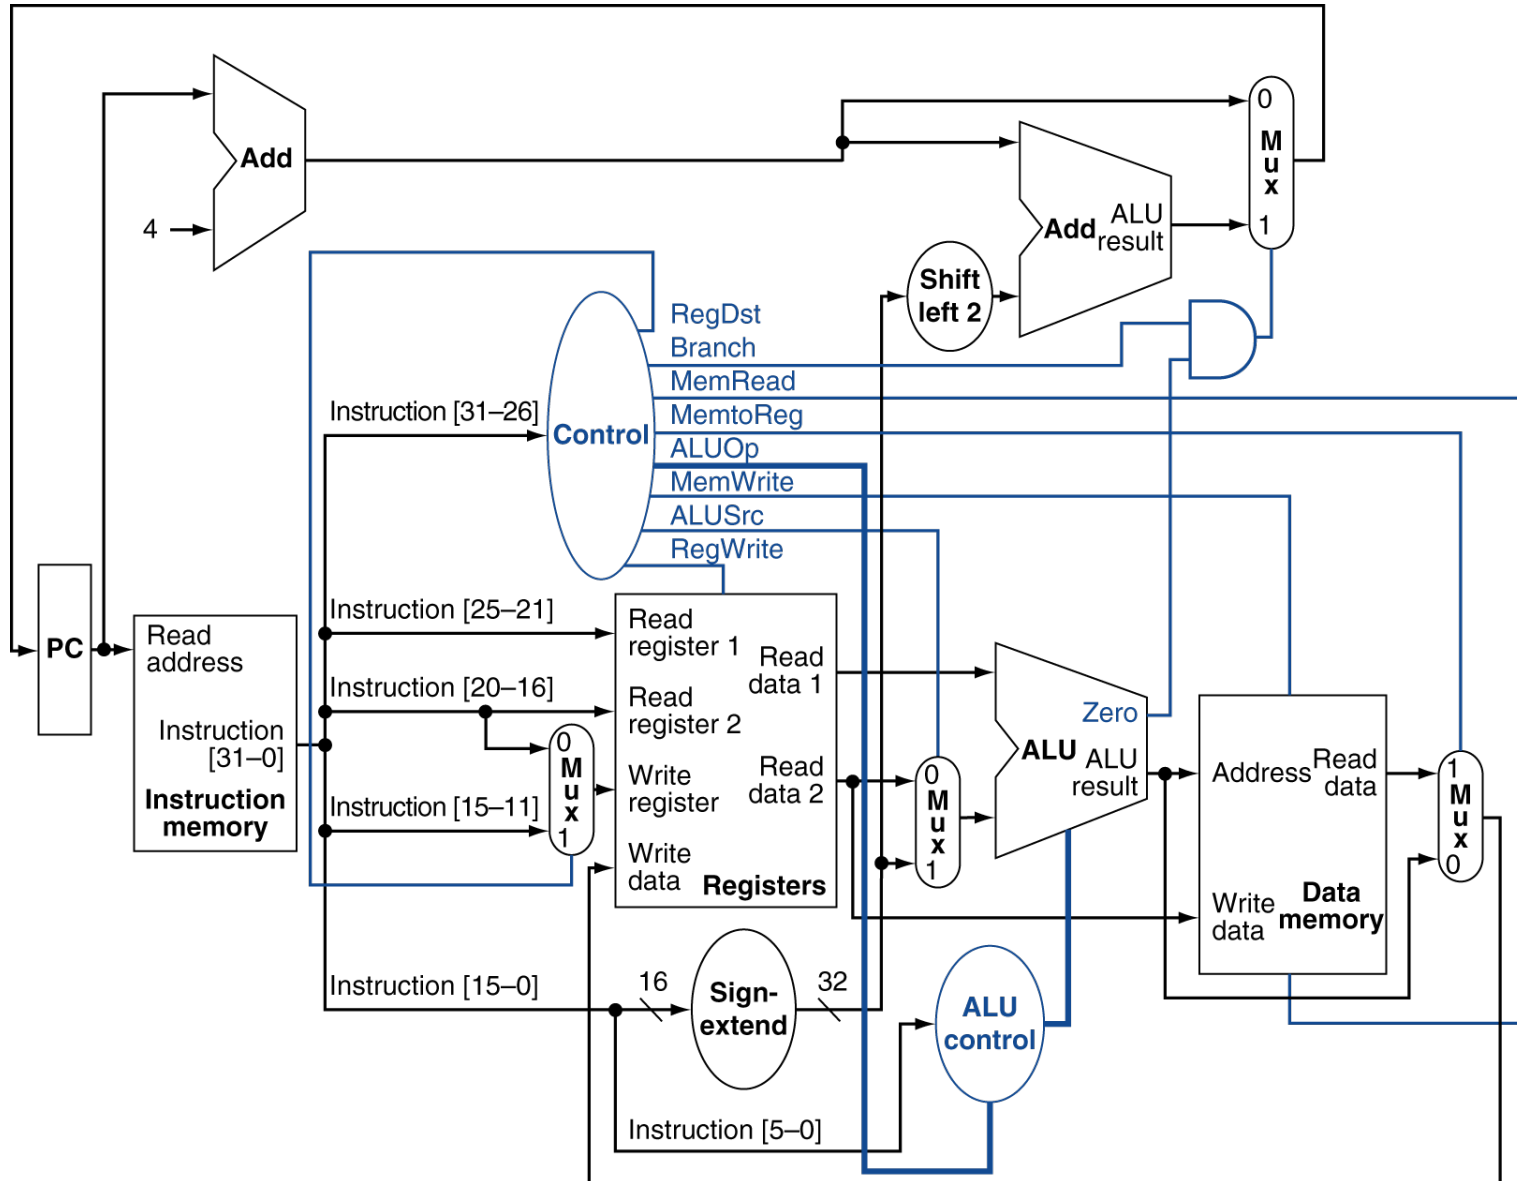 0
M
u
x
1
Add
ALU
Add result
4
Shift
left 2
RegDst
Branch
MemRead
Instruction [31–26]
MemtoReg
Control
ALUOp
MemWrite
ALUSrc
RegWrite
PC
Read
address
Instruction
[31–0]
Instruction
memory
Instruction [25–21]
Read
register 1
Read
data 1
Instruction [20–16]
Read
register 2
0
M
u
x
1
Write
register
Read
data 2
Instruction [15–11]
Write
data
Registers
0
M
u
x
1
Zero
ALU
ALU
result
Address
Read
data
Write
data
Data
memory
1
M
u
x
0
Instruction [15–0]
16
Sign-
extend
32
ALU
control
Instruction [5–0]